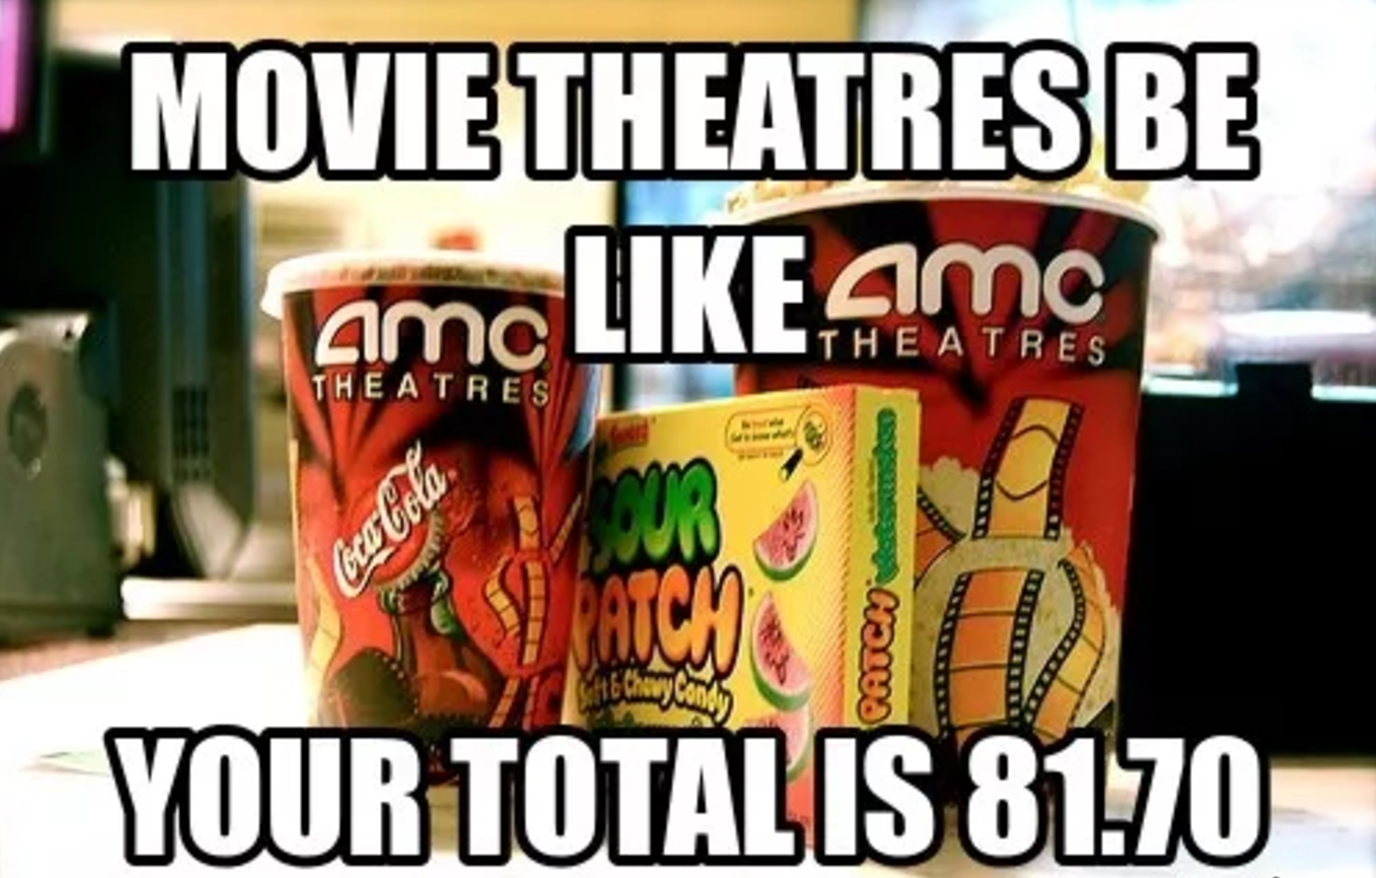 MOVIE THEATRES BE
LIKE
amc
THEATRES
amc
THEATRES
Coca-Cola
SOUR
PATCH
Soft & Chewy Candy
PATCH
watermelon
YOUR TOTAL IS 81.70